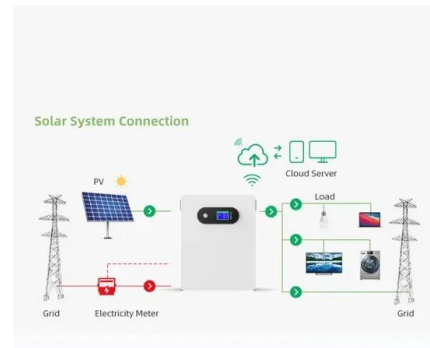 Solar System Connection
Cloud Server
PV
Load
Grid
Electricity Meter
Grid